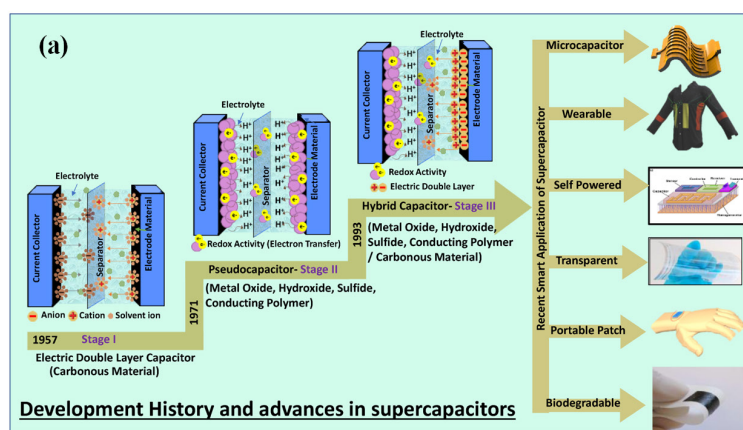 (a)
Current Collector
Electrolyte
Separator
Electrode Material
Anion
Cation
Solvent ion
1957
Stage I
Electric Double Layer Capacitor
(Carbonous Material)
Current Collector
Electrolyte
Separator
Electrode Material
Redox Activity (Electron Transfer)
1971
Pseudocapacitor- Stage II
(Metal Oxide, Hydroxide, Sulfide,
Conducting Polymer)
Current Collector
Electrolyte
Separator
Electrode Material
Redox Activity
Electric Double Layer
1993
Hybrid Capacitor- Stage III
(Metal Oxide, Hydroxide,
Sulfide, Conducting Polymer
/ Carbonous Material)
Recent Smart Application of Supercapacitor
Microcapacitor
Wearable
Self Powered
Transparent
Portable Patch
Biodegradable
Development History and advances in supercapacitors